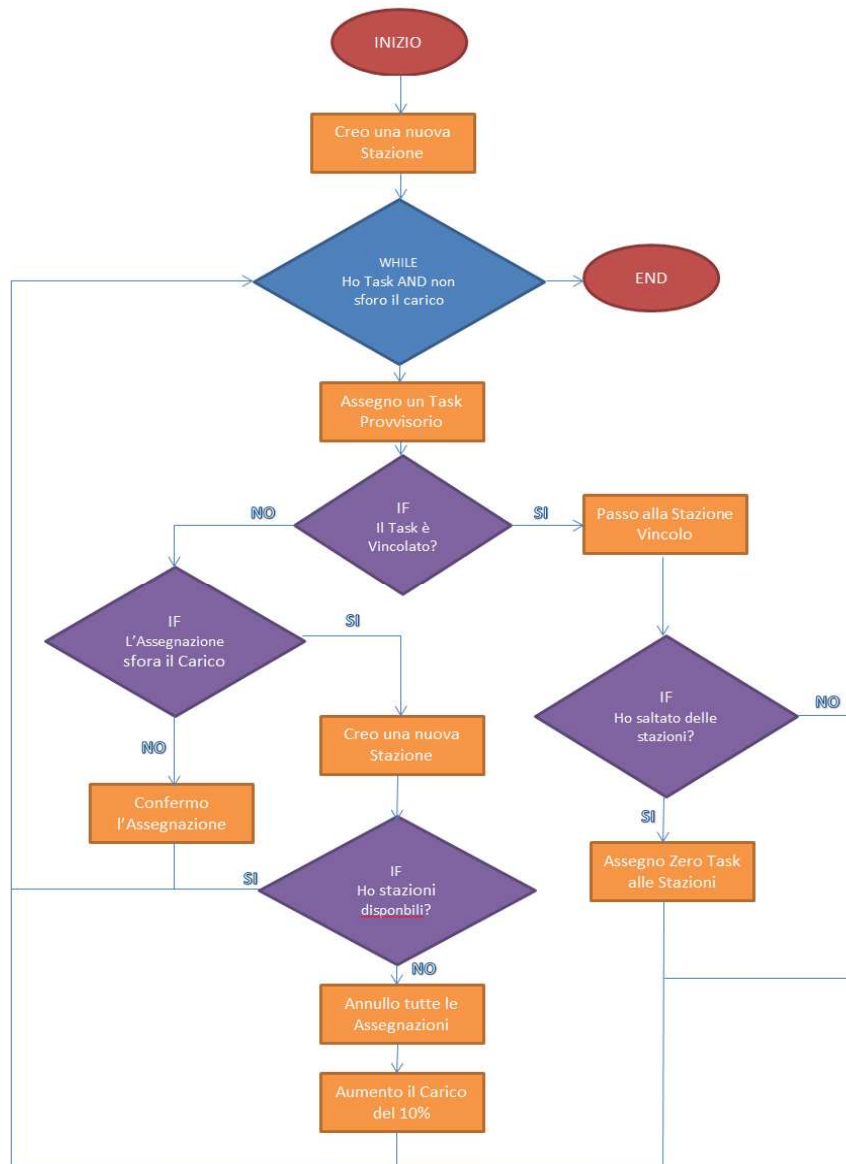 INIZIO
Creo una nuova
Stazione
WHILE
Ho Task AND non
sforo il carico
END
Assegno un Task
Provvisorio
IF
Il Task è
Vincolato?
NO
SI
Passo alla Stazione
Vincolo
IF
L'Assegnazione
sfora il Carico
SI
NO
Creo una nuova
Stazione
IF
Ho saltato delle
stazioni?
NO
SI
Confermo
l'Assegnazione
IF
Ho stazioni
disponbili?
SI
NO
Assegno Zero Task
alle Stazioni
Annullo tutte le
Assegnazioni
Aumento il Carico
del 10%